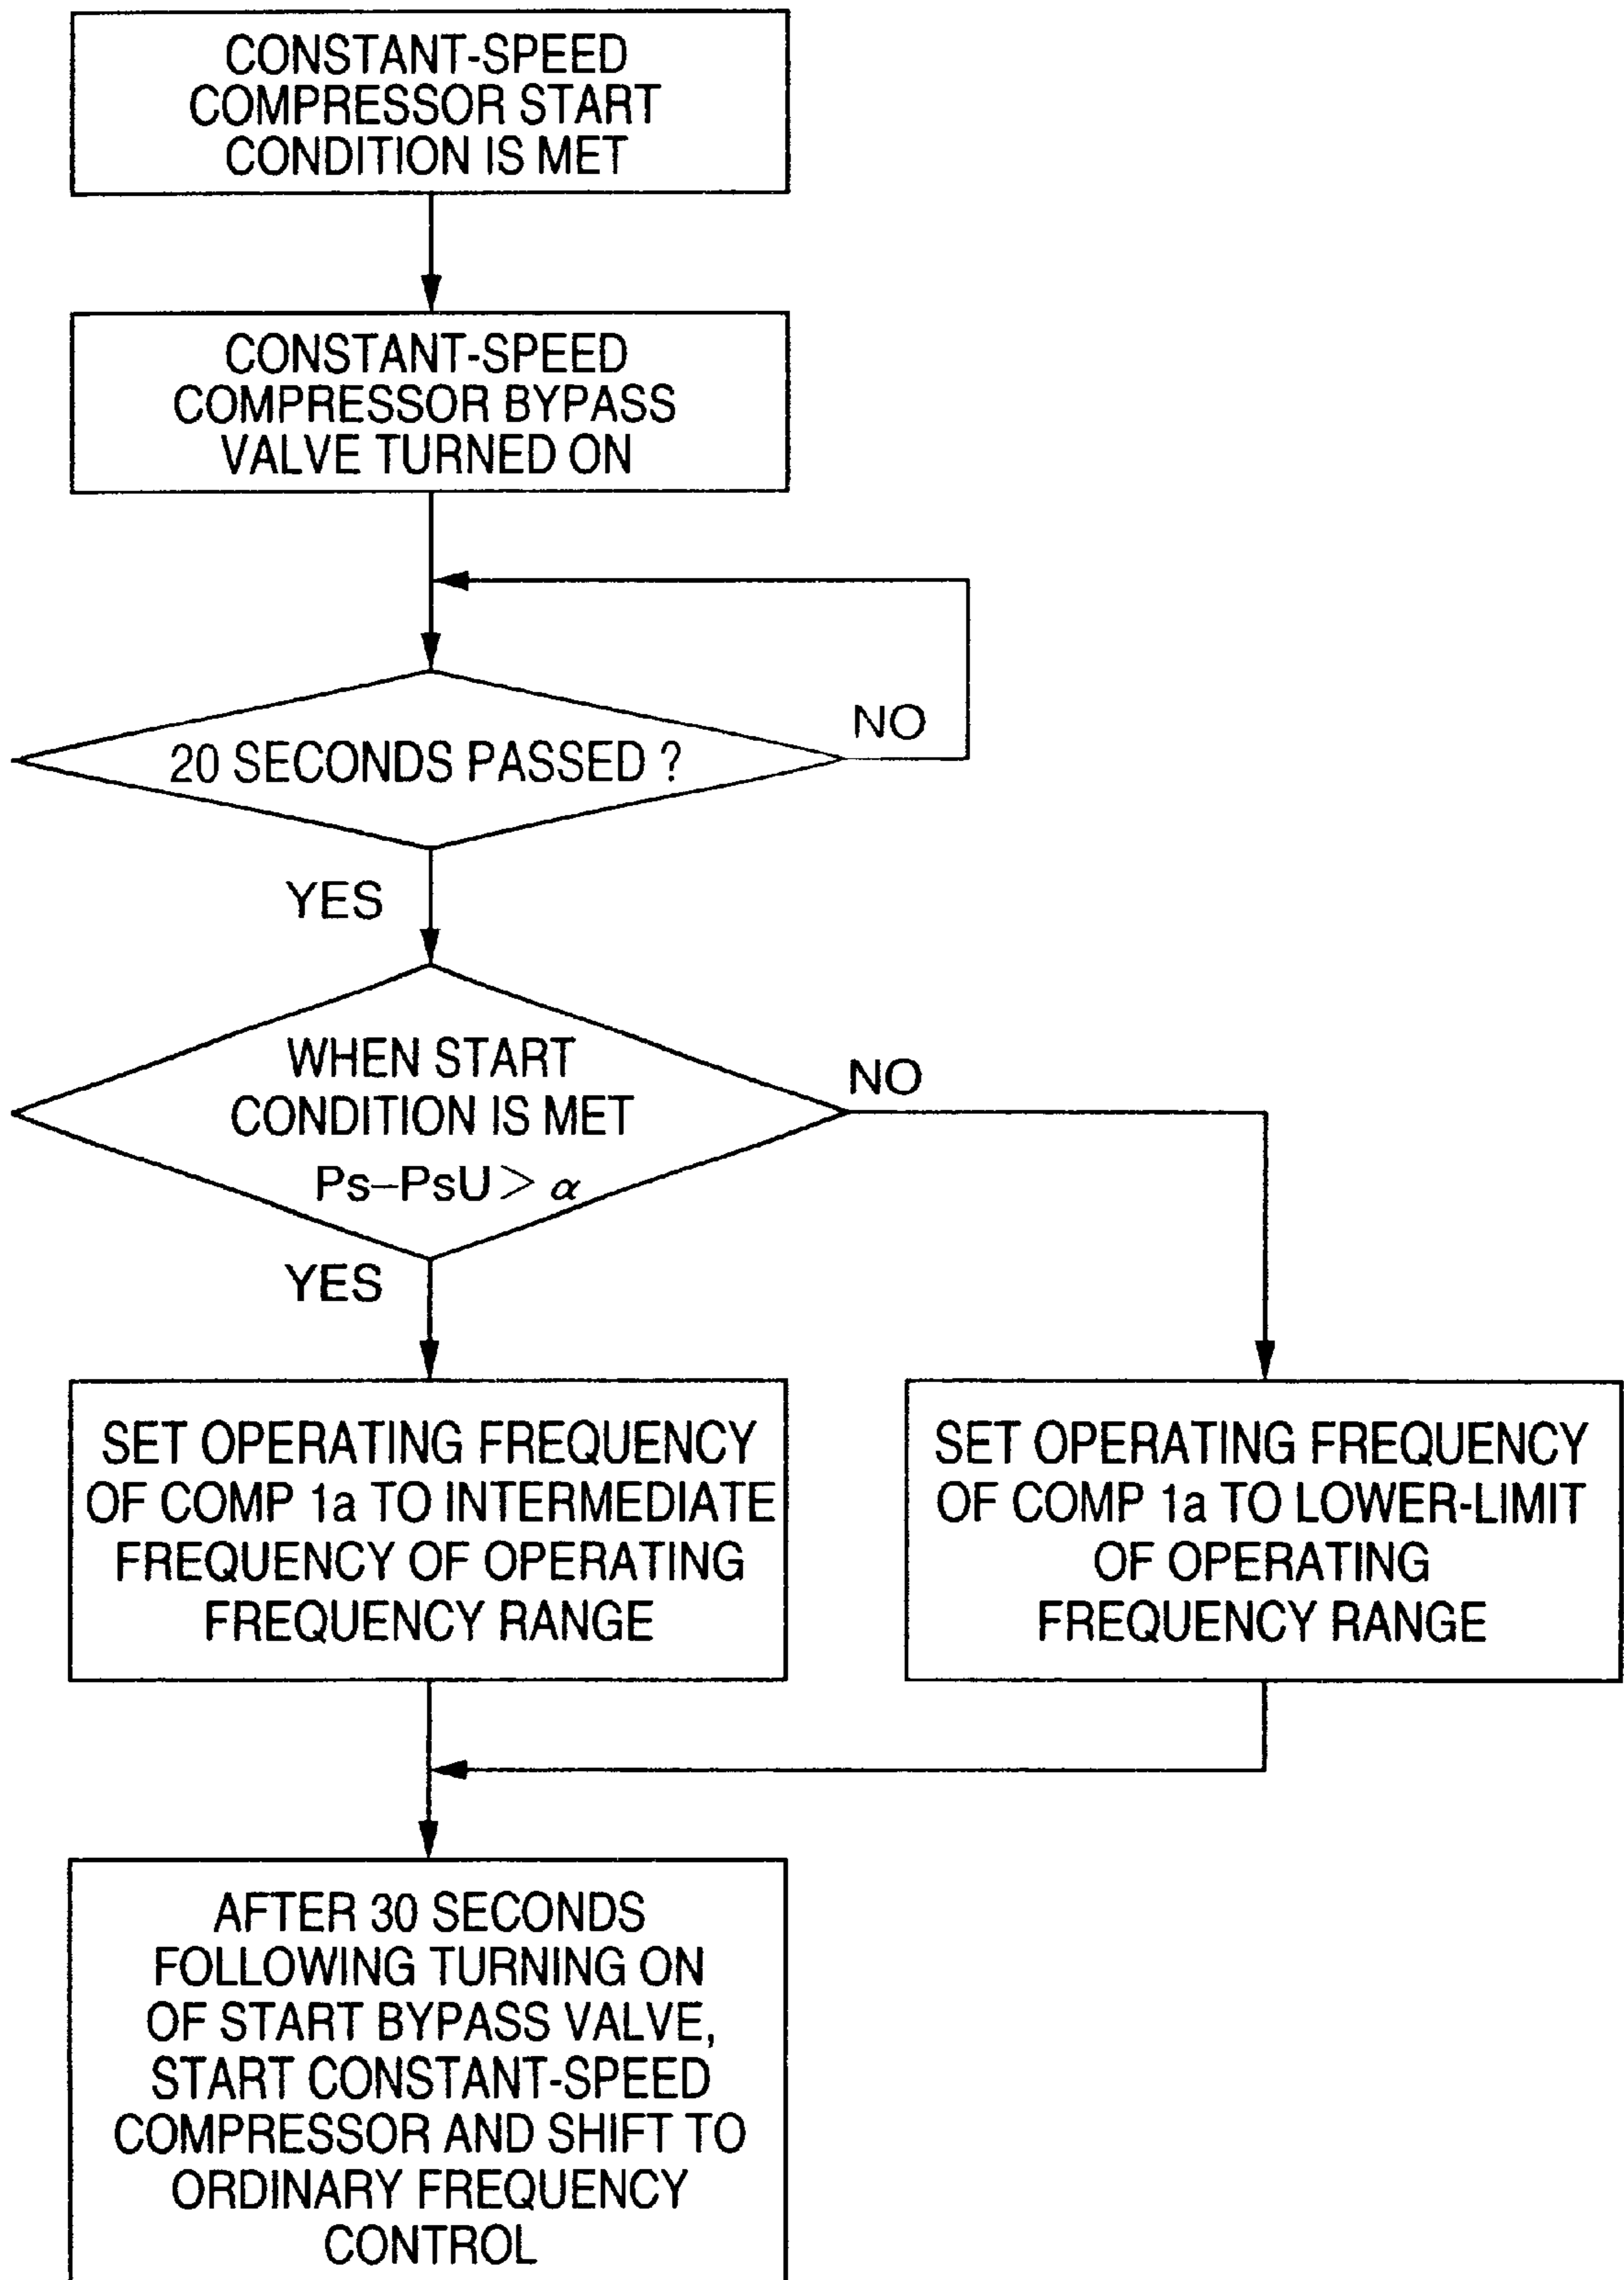 CONSTANT-SPEED
COMPRESSOR START
CONDITION IS MET
CONSTANT-SPEED
COMPRESSOR BYPASS
VALVE TURNED ON
20 SECONDS PASSED ?
NO
YES
WHEN START
CONDITION IS MET
Ps–PsU > α
NO
YES
SET OPERATING FREQUENCY
OF COMP 1a TO INTERMEDIATE
FREQUENCY OF OPERATING
FREQUENCY RANGE
SET OPERATING FREQUENCY
OF COMP 1a TO LOWER-LIMIT
OF OPERATING
FREQUENCY RANGE
AFTER 30 SECONDS
FOLLOWING TURNING ON
OF START BYPASS VALVE,
START CONSTANT-SPEED
COMPRESSOR AND SHIFT TO
ORDINARY FREQUENCY
CONTROL